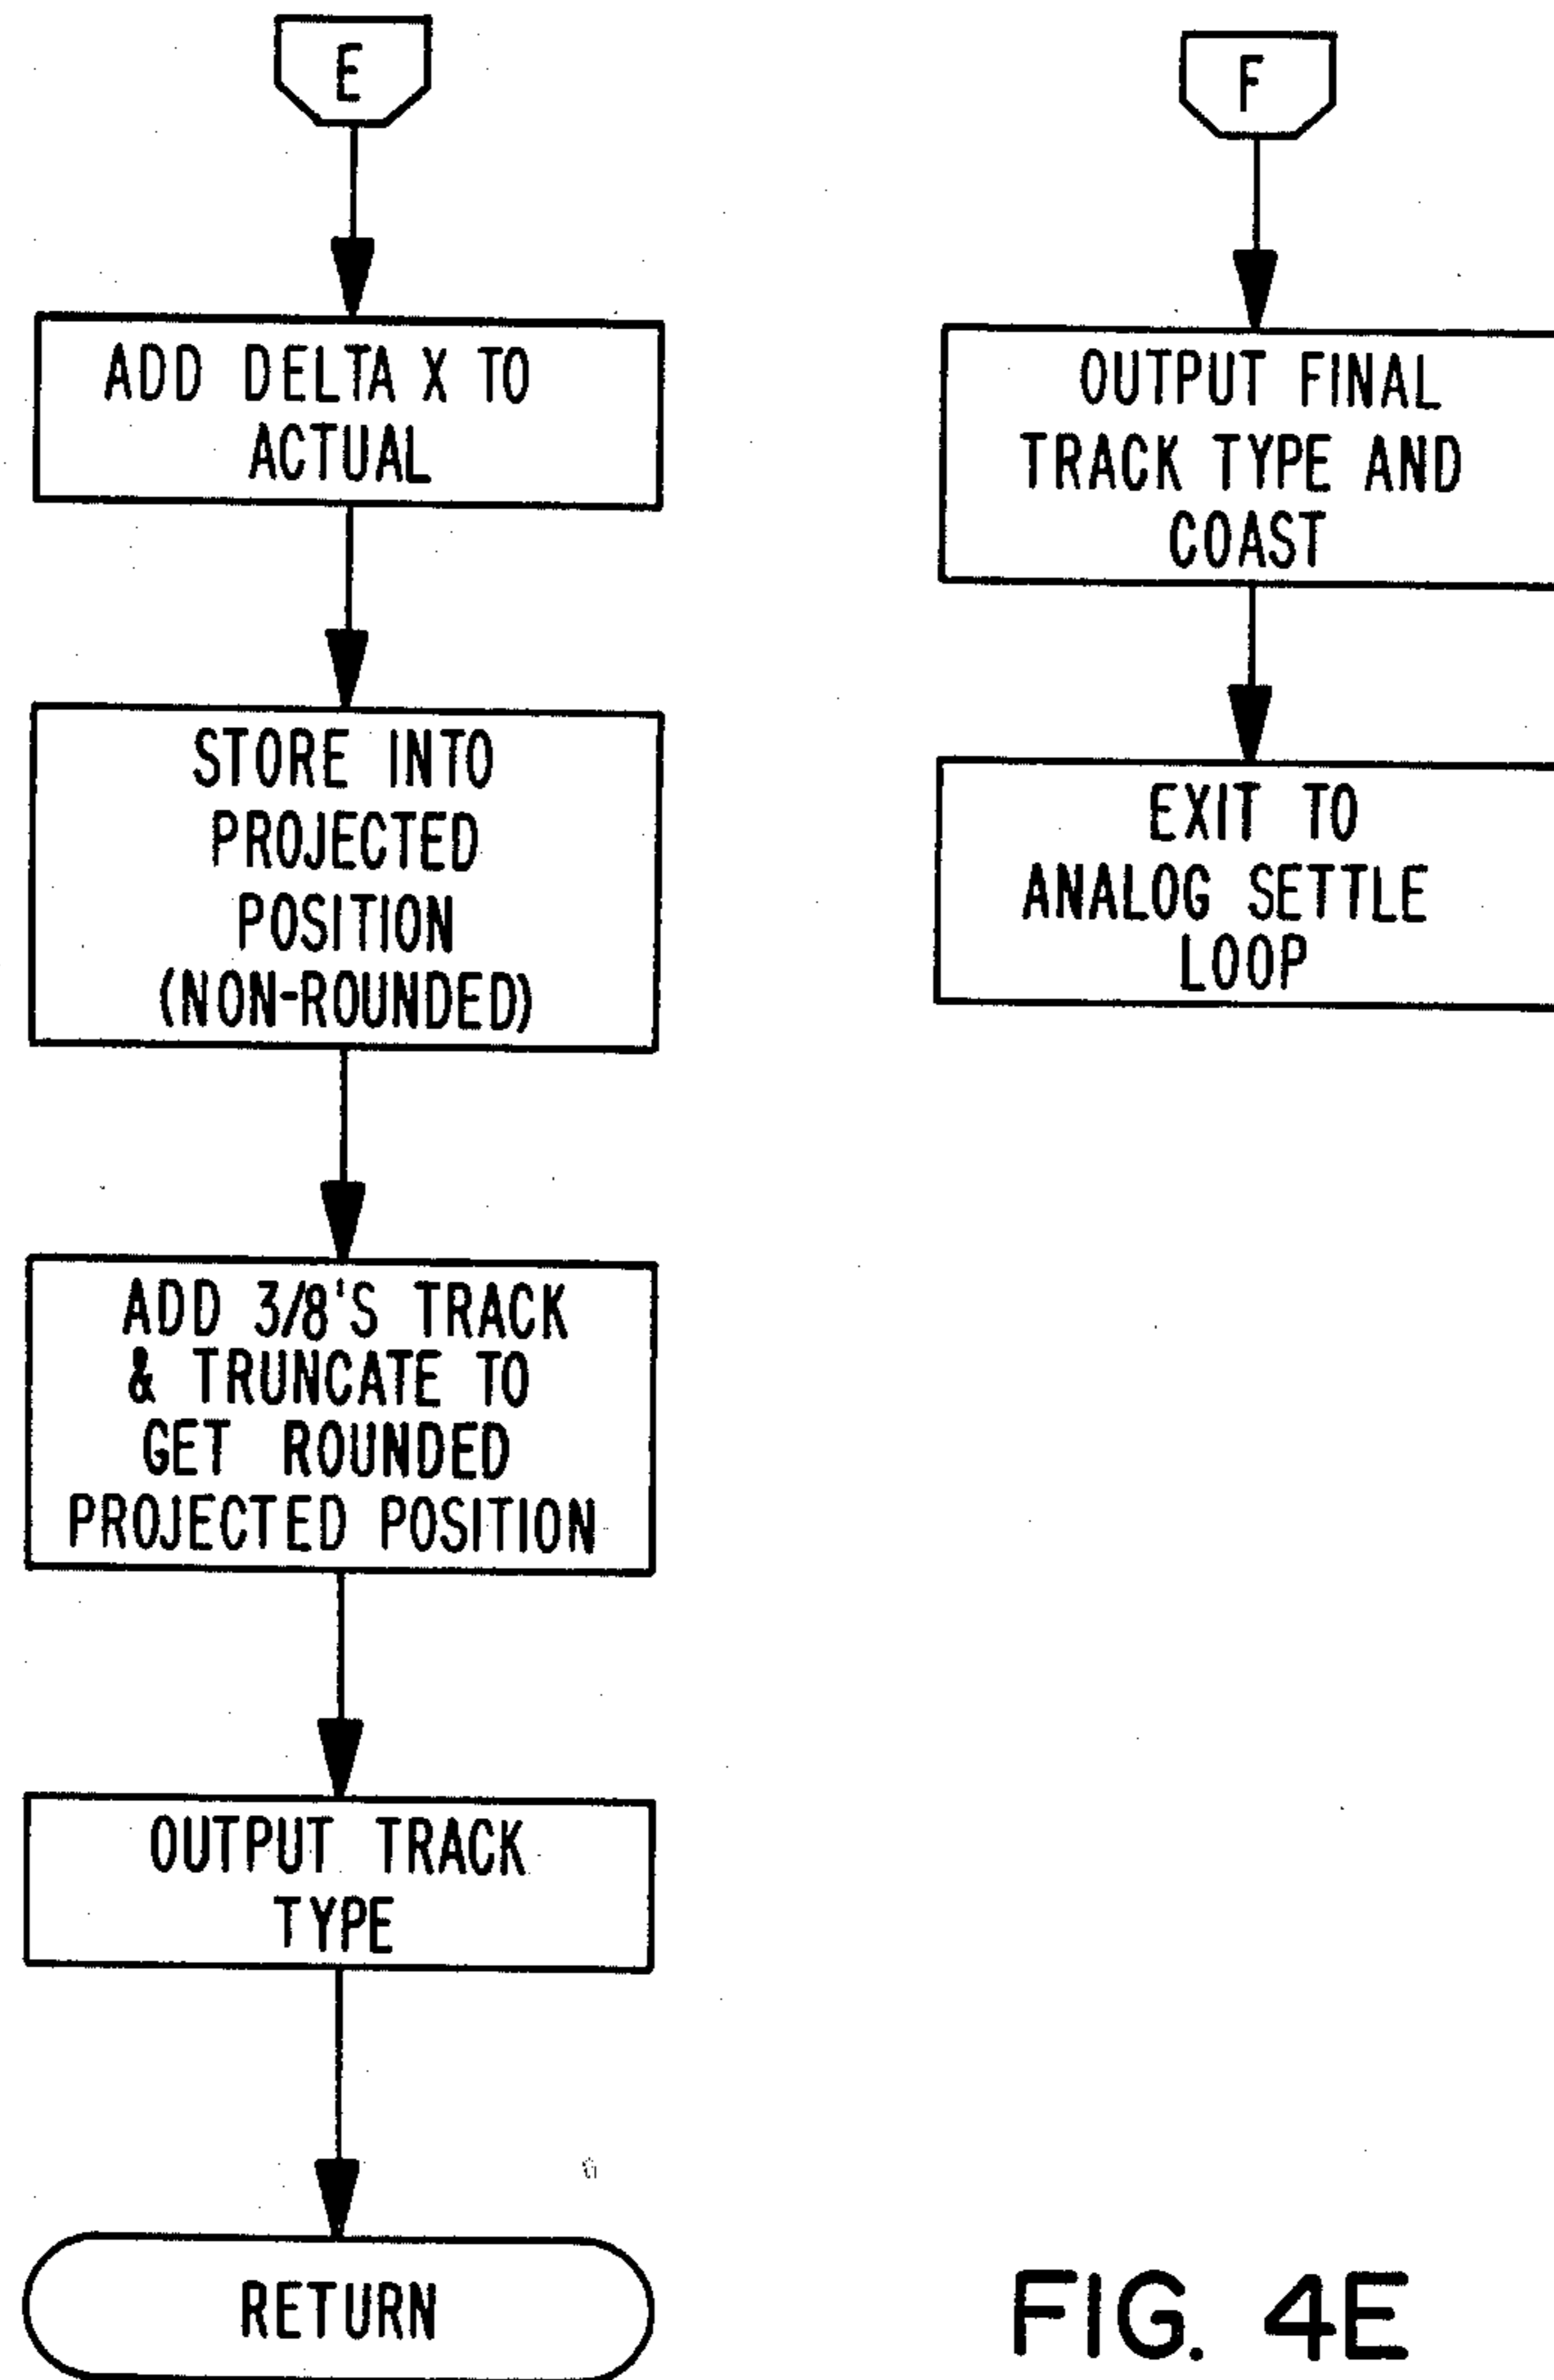 E
ADD DELTA X TO
ACTUAL
STORE INTO
PROJECTED
POSITION
(NON-ROUNDED)
ADD 3/8'S TRACK
& TRUNCATE TO
GET ROUNDED
PROJECTED POSITION
OUTPUT TRACK
TYPE
RETURN
F
OUTPUT FINAL
TRACK TYPE AND
COAST
EXIT TO
ANALOG SETTLE
LOOP
FIG. 4E